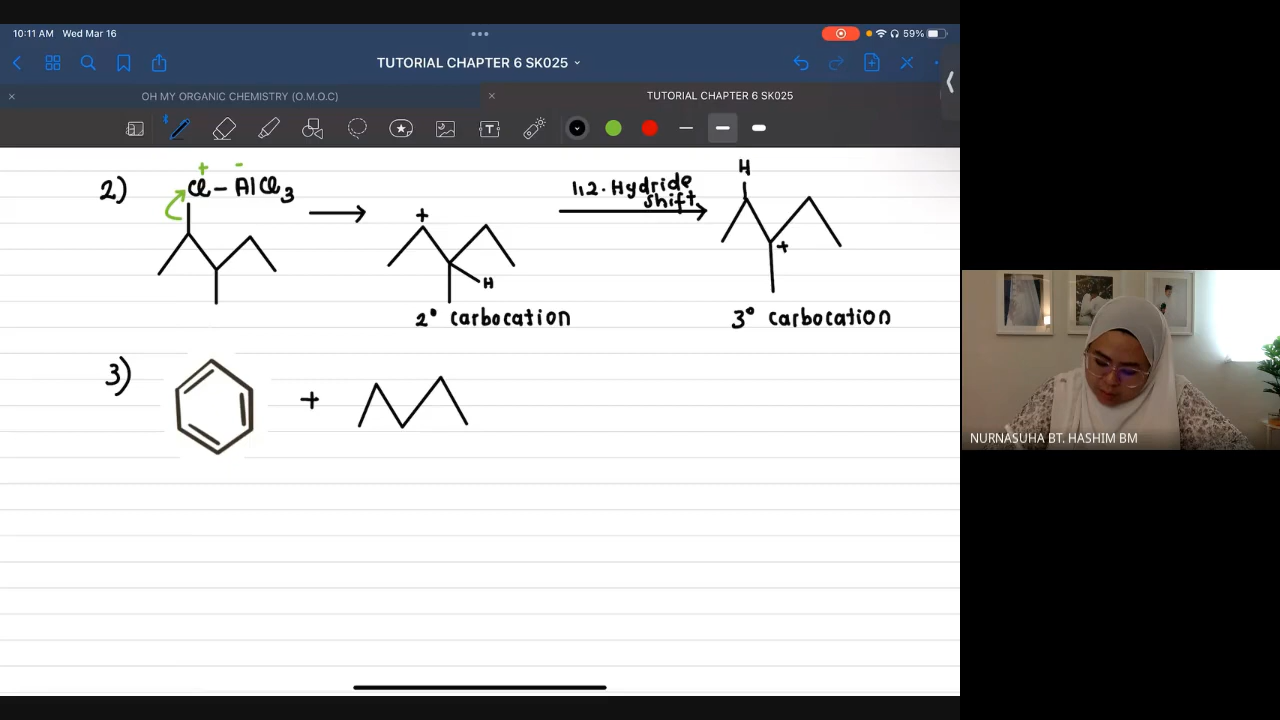 10:11 AM Wed Mar 16
59%
TUTORIAL CHAPTER 6 SK025
OH MY ORGANIC CHEMISTRY (O.M.O.C)
TUTORIAL CHAPTER 6 SK025
2)
+ -
Cl - AlCl3
+
H
2° carbocation
1,2-Hydride
shift
H
+
3° carbocation
3)
+
NURNASUHA BT. HASHIM BM